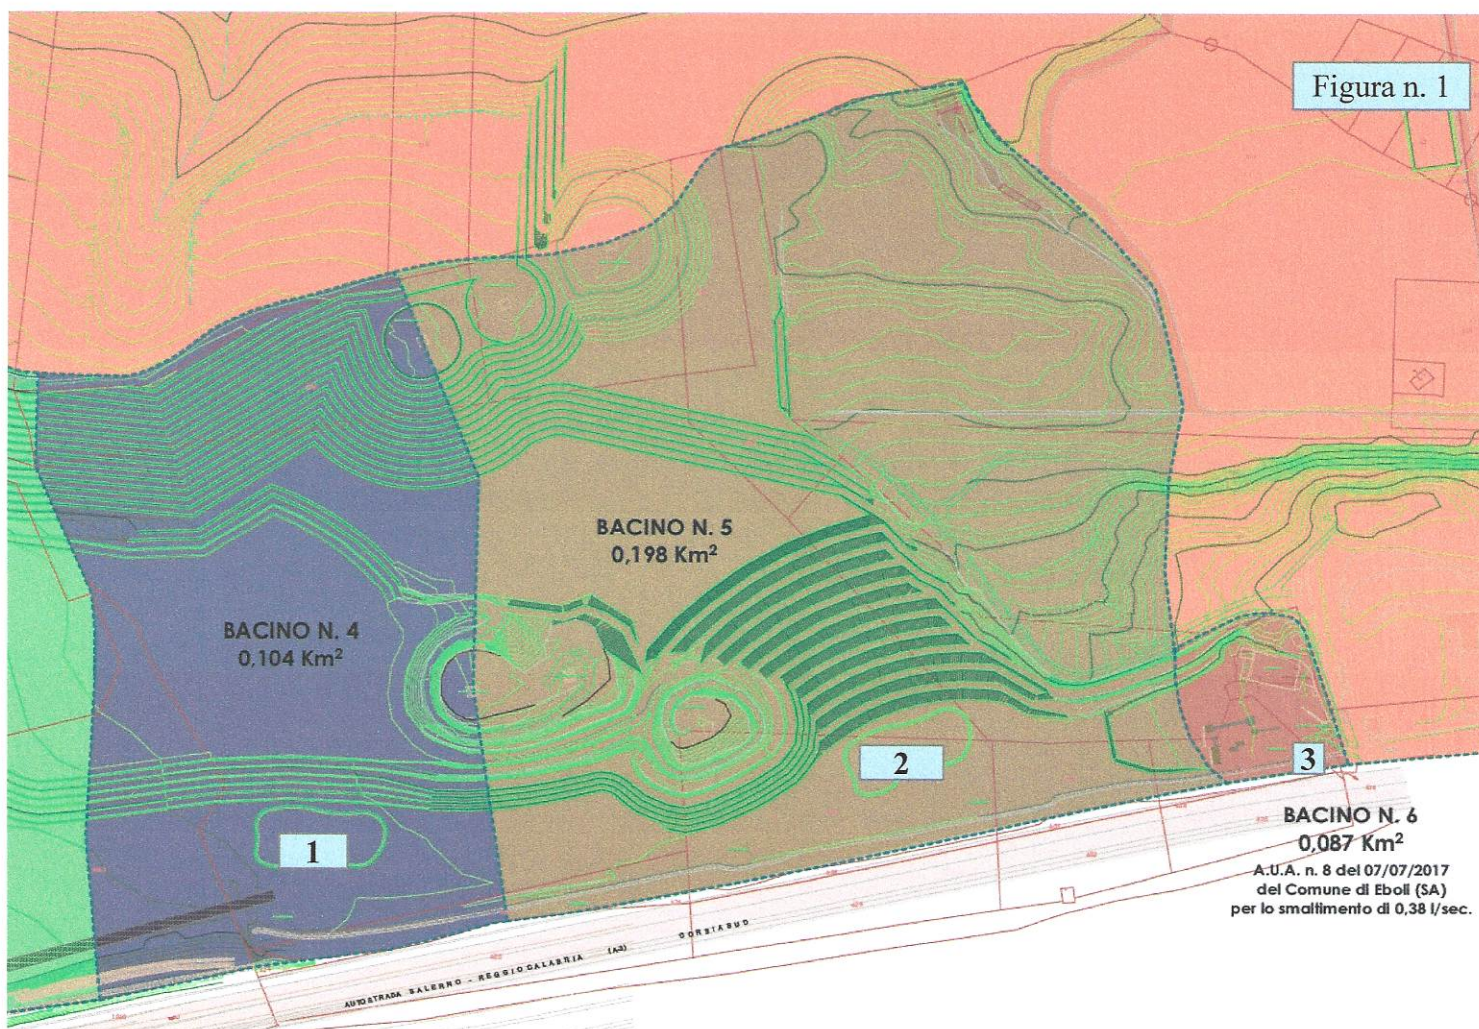 Figura n. 1
BACINO N. 5
0,198 Km²
BACINO N. 4
0,104 Km²
2
3
1
BACINO N. 6
0,087 Km²
A.U.A. n. 8 del 07/07/2017
del Comune di Eboli (SA)
per lo smaltimento di 0,38 l/sec.
AUTOSTRADA SALERNO - REGGIO CALABRIA (A3) CORSIA SUD